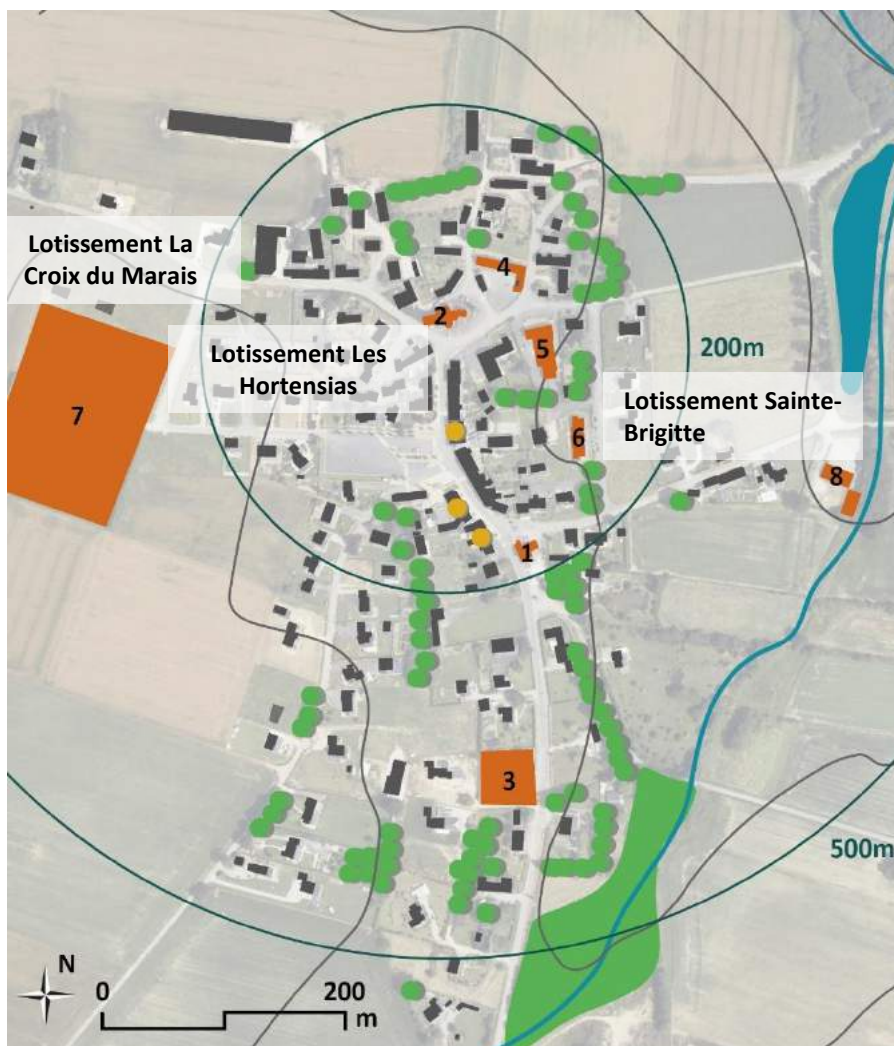 Lotissement La
Croix du Marais
4
2
Lotissement Les
Hortensias
5
200m
7
Lotissement Sainte-
Brigitte
6
8
1
3
500m
N
0
200
m